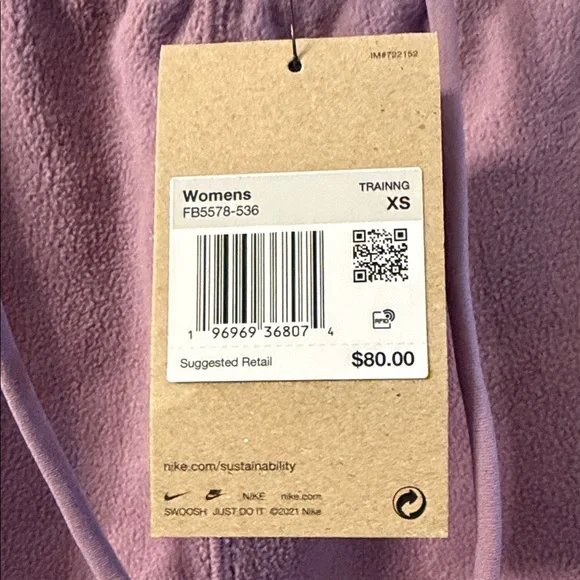 IM#722152
Womens TRAINNG
FB5578-536 XS
RFID
1 96969 36807 4
Suggested Retail $80.00
nike.com/sustainability
NIKE nike.com
SWOOSH JUST DO IT ©2021 Nike